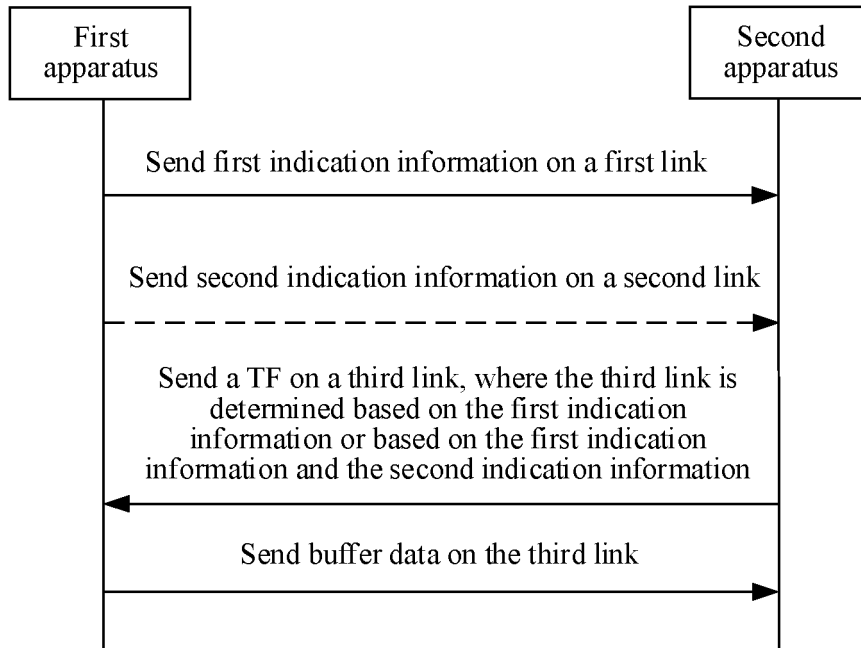 First
apparatus
Second
apparatus
Send first indication information on a first link
Send second indication information on a second link
Send a TF on a third link, where the third link is
determined based on the first indication
information or based on the first indication
information and the second indication information
Send buffer data on the third link